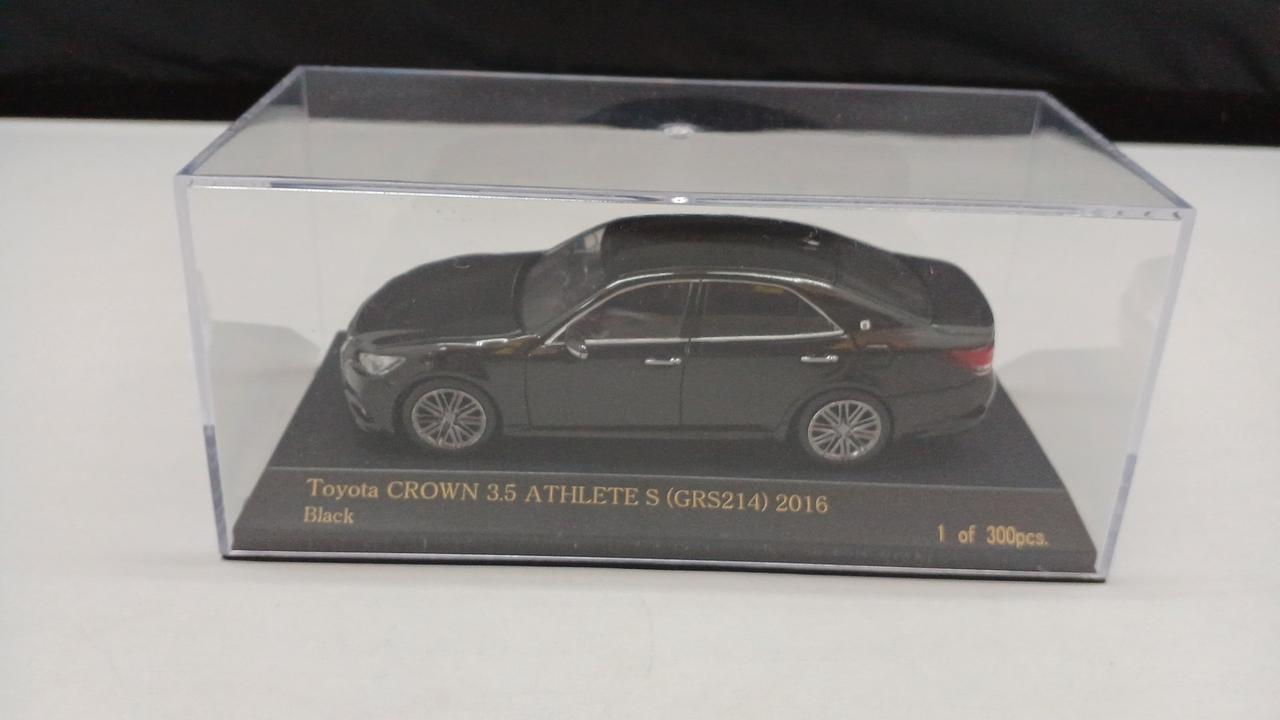 Toyota CROWN 3.5 ATHLETE S (GRS214) 2016
Black
1 of 300pcs.